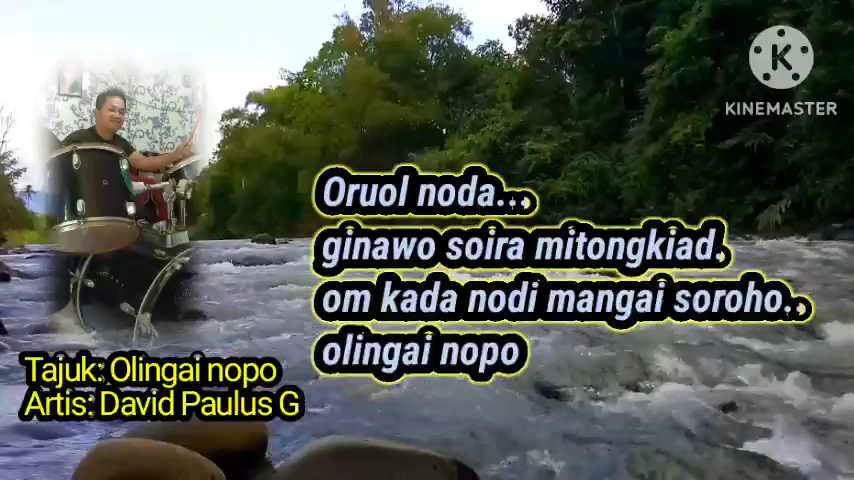 KINEMASTER
Oruol noda...
ginawo soira mitongkiad.
om kada nodi mangai soroho..
olingai nopo
Tajuk: Olingai nopo
Artis: David Paulus G